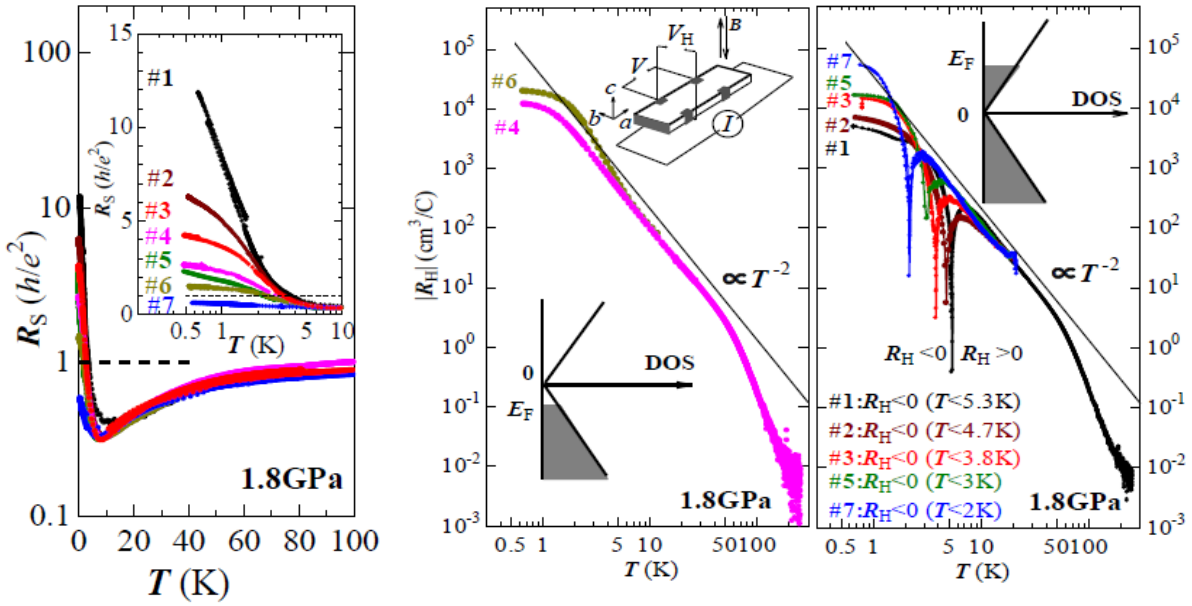 100
10
1
0.1
R_S (h/e^2)
0 20 40 60 80 100
T (K)
1.8GPa
15
10
5
0
R_S (h/e^2)
#1
#2
#3
#4
#5
#6
#7
0.5 1 10
T (K)
10^5
10^4
10^3
10^2
10^1
10^0
10^-1
10^-2
10^-3
|R_H| (cm^3/C)
#6
#4
V_H
B
V
c
b
a
I
∝T^-2
0
DOS
E_F
1.8GPa
0.5 1 5 10 50 100
T (K)
#7
#5
#3
#2
#1
E_F
0
DOS
∝T^-2
R_H<0
R_H>0
#1:R_H<0 (T<5.3K)
#2:R_H<0 (T<4.7K)
#3:R_H<0 (T<3.8K)
#5:R_H<0 (T<3K)
#7:R_H<0 (T<2K)
1.8GPa
0.5 1 5 10 50 100
T (K)
10^5
10^4
10^3
10^2
10^1
10^0
10^-1
10^-2
10^-3